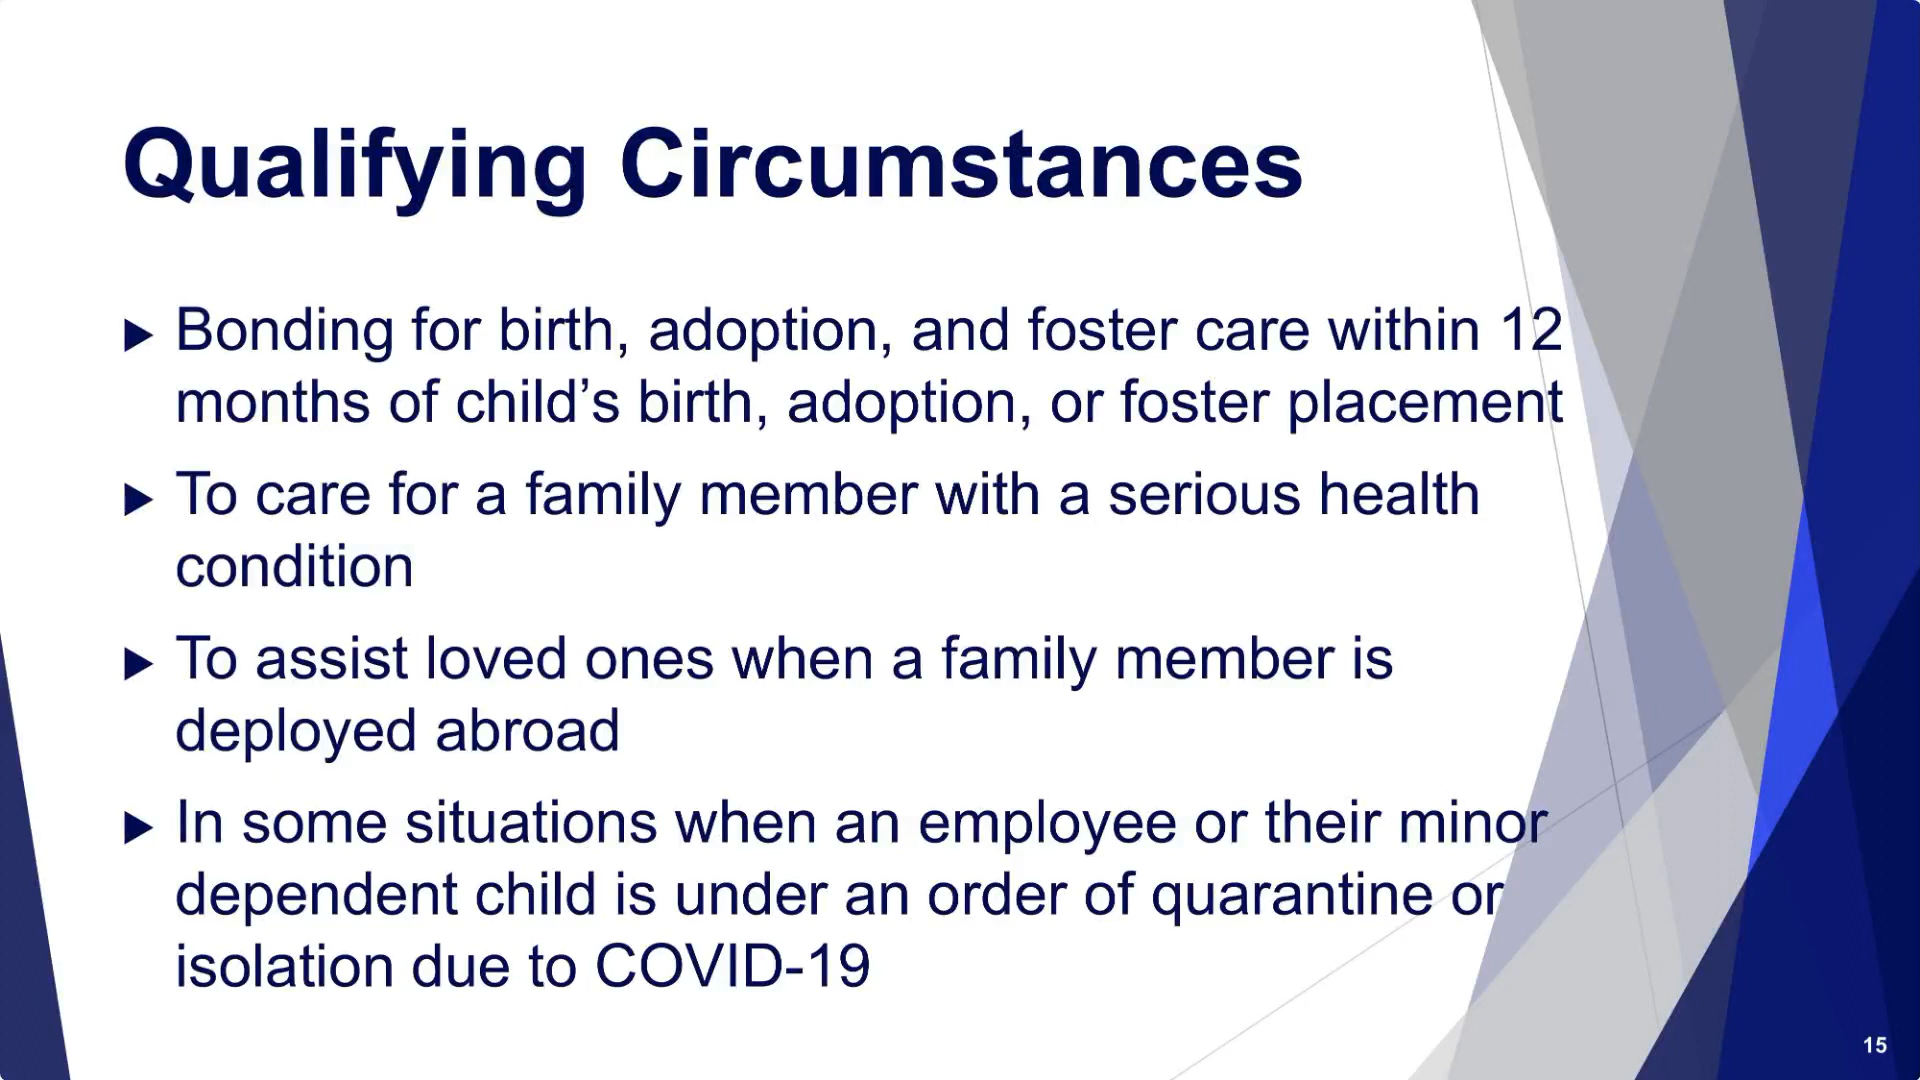 Qualifying Circumstances
Bonding for birth, adoption, and foster care within 12
months of child’s birth, adoption, or foster placement
To care for a family member with a serious health
condition
To assist loved ones when a family member is
deployed abroad
In some situations when an employee or their minor
dependent child is under an order of quarantine or
isolation due to COVID-19
15